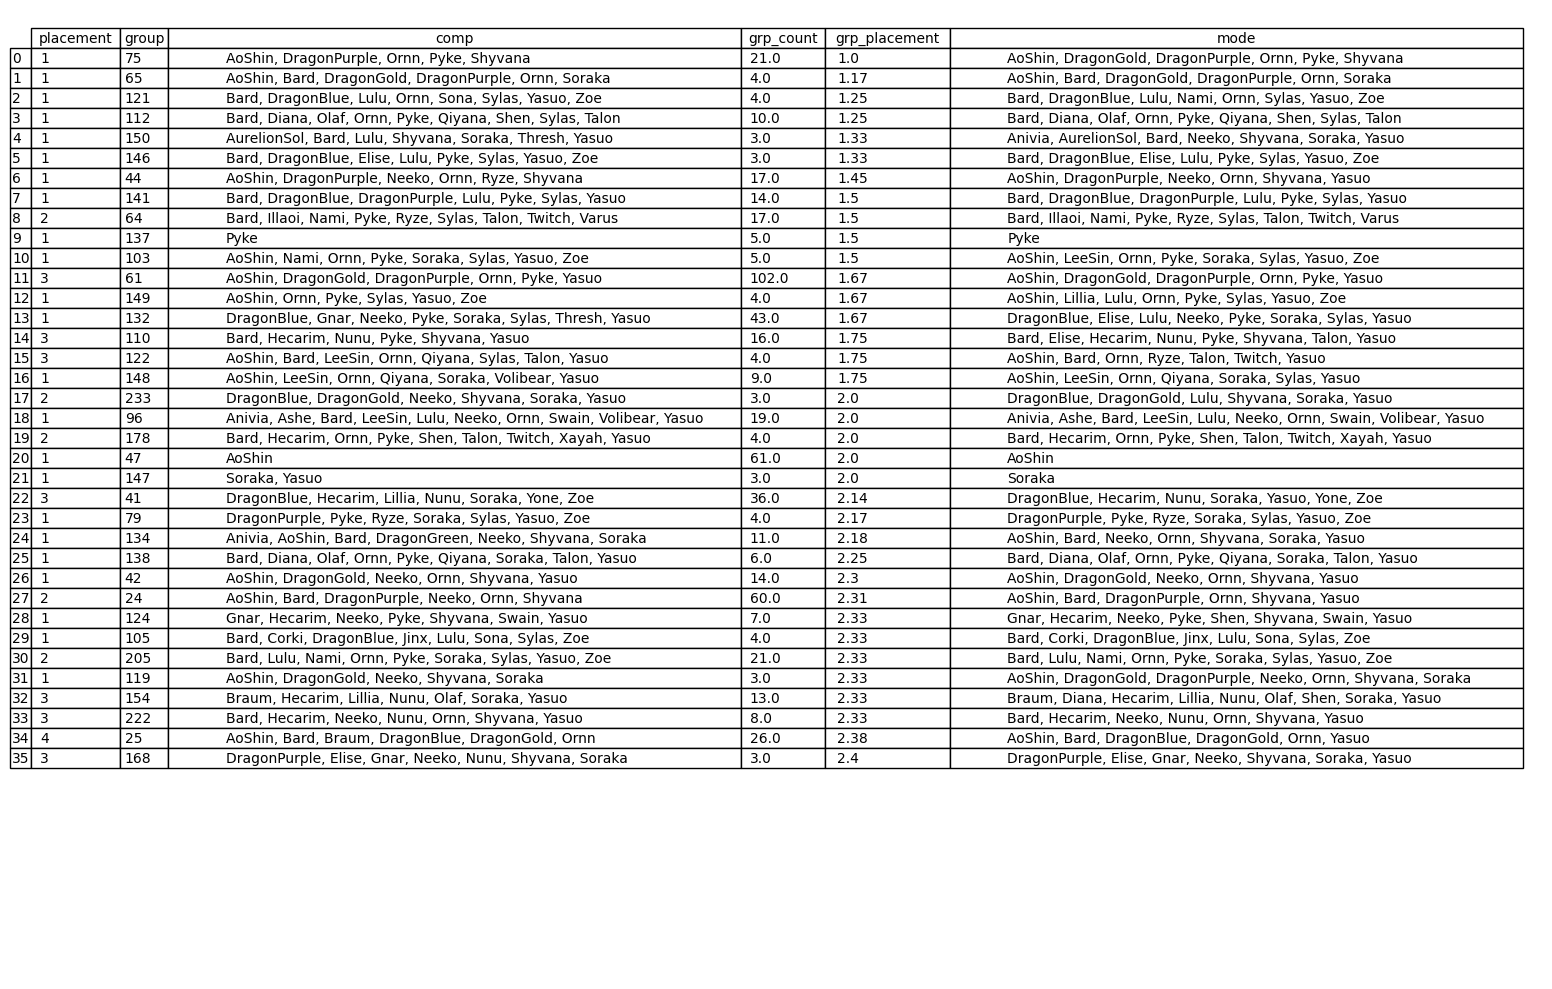 placement group comp grp_count grp_placement mode
0 1 75 AoShin, DragonPurple, Ornn, Pyke, Shyvana 21.0 1.0 AoShin, DragonGold, DragonPurple, Ornn, Pyke, Shyvana
1 1 65 AoShin, Bard, DragonGold, DragonPurple, Ornn, Soraka 4.0 1.17 AoShin, Bard, DragonGold, DragonPurple, Ornn, Soraka
2 1 121 Bard, DragonBlue, Lulu, Ornn, Sona, Sylas, Yasuo, Zoe 4.0 1.25 Bard, DragonBlue, Lulu, Nami, Ornn, Sylas, Yasuo, Zoe
3 1 112 Bard, Diana, Olaf, Ornn, Pyke, Qiyana, Shen, Sylas, Talon 10.0 1.25 Bard, Diana, Olaf, Ornn, Pyke, Qiyana, Shen, Sylas, Talon
4 1 150 AurelionSol, Bard, Lulu, Shyvana, Soraka, Thresh, Yasuo 3.0 1.33 Anivia, AurelionSol, Bard, Neeko, Shyvana, Soraka, Yasuo
5 1 146 Bard, DragonBlue, Elise, Lulu, Pyke, Sylas, Yasuo, Zoe 3.0 1.33 Bard, DragonBlue, Elise, Lulu, Pyke, Sylas, Yasuo, Zoe
6 1 44 AoShin, DragonPurple, Neeko, Ornn, Ryze, Shyvana 17.0 1.45 AoShin, DragonPurple, Neeko, Ornn, Shyvana, Yasuo
7 1 141 Bard, DragonBlue, DragonPurple, Lulu, Pyke, Sylas, Yasuo 14.0 1.5 Bard, DragonBlue, DragonPurple, Lulu, Pyke, Sylas, Yasuo
8 2 64 Bard, Illaoi, Nami, Pyke, Ryze, Sylas, Talon, Twitch, Varus 17.0 1.5 Bard, Illaoi, Nami, Pyke, Ryze, Sylas, Talon, Twitch, Varus
9 1 137 Pyke 5.0 1.5 Pyke
10 1 103 AoShin, Nami, Ornn, Pyke, Soraka, Sylas, Yasuo, Zoe 5.0 1.5 AoShin, LeeSin, Ornn, Pyke, Soraka, Sylas, Yasuo, Zoe
11 3 61 AoShin, DragonGold, DragonPurple, Ornn, Pyke, Yasuo 102.0 1.67 AoShin, DragonGold, DragonPurple, Ornn, Pyke, Yasuo
12 1 149 AoShin, Ornn, Pyke, Sylas, Yasuo, Zoe 4.0 1.67 AoShin, Lillia, Lulu, Ornn, Pyke, Sylas, Yasuo, Zoe
13 1 132 DragonBlue, Gnar, Neeko, Pyke, Soraka, Sylas, Thresh, Yasuo 43.0 1.67 DragonBlue, Elise, Lulu, Neeko, Pyke, Soraka, Sylas, Yasuo
14 3 110 Bard, Hecarim, Nunu, Pyke, Shyvana, Yasuo 16.0 1.75 Bard, Elise, Hecarim, Nunu, Pyke, Shyvana, Talon, Yasuo
15 3 122 AoShin, Bard, LeeSin, Ornn, Qiyana, Sylas, Talon, Yasuo 4.0 1.75 AoShin, Bard, Ornn, Ryze, Talon, Twitch, Yasuo
16 1 148 AoShin, LeeSin, Ornn, Qiyana, Soraka, Volibear, Yasuo 9.0 1.75 AoShin, LeeSin, Ornn, Qiyana, Soraka, Sylas, Yasuo
17 2 233 DragonBlue, DragonGold, Neeko, Shyvana, Soraka, Yasuo 3.0 2.0 DragonBlue, DragonGold, Lulu, Shyvana, Soraka, Yasuo
18 1 96 Anivia, Ashe, Bard, LeeSin, Lulu, Neeko, Ornn, Swain, Volibear, Yasuo 19.0 2.0 Anivia, Ashe, Bard, LeeSin, Lulu, Neeko, Ornn, Swain, Volibear, Yasuo
19 2 178 Bard, Hecarim, Ornn, Pyke, Shen, Talon, Twitch, Xayah, Yasuo 4.0 2.0 Bard, Hecarim, Ornn, Pyke, Shen, Talon, Twitch, Xayah, Yasuo
20 1 47 AoShin 61.0 2.0 AoShin
21 1 147 Soraka, Yasuo 3.0 2.0 Soraka
22 3 41 DragonBlue, Hecarim, Lillia, Nunu, Soraka, Yone, Zoe 36.0 2.14 DragonBlue, Hecarim, Nunu, Soraka, Yasuo, Yone, Zoe
23 1 79 DragonPurple, Pyke, Ryze, Soraka, Sylas, Yasuo, Zoe 4.0 2.17 DragonPurple, Pyke, Ryze, Soraka, Sylas, Yasuo, Zoe
24 1 134 Anivia, AoShin, Bard, DragonGreen, Neeko, Shyvana, Soraka 11.0 2.18 AoShin, Bard, Neeko, Ornn, Shyvana, Soraka, Yasuo
25 1 138 Bard, Diana, Olaf, Ornn, Pyke, Qiyana, Soraka, Talon, Yasuo 6.0 2.25 Bard, Diana, Olaf, Ornn, Pyke, Qiyana, Soraka, Talon, Yasuo
26 1 42 AoShin, DragonGold, Neeko, Ornn, Shyvana, Yasuo 14.0 2.3 AoShin, DragonGold, Neeko, Ornn, Shyvana, Yasuo
27 2 24 AoShin, Bard, DragonPurple, Neeko, Ornn, Shyvana 60.0 2.31 AoShin, Bard, DragonPurple, Ornn, Shyvana, Yasuo
28 1 124 Gnar, Hecarim, Neeko, Pyke, Shyvana, Swain, Yasuo 7.0 2.33 Gnar, Hecarim, Neeko, Pyke, Shen, Shyvana, Swain, Yasuo
29 1 105 Bard, Corki, DragonBlue, Jinx, Lulu, Sona, Sylas, Zoe 4.0 2.33 Bard, Corki, DragonBlue, Jinx, Lulu, Sona, Sylas, Zoe
30 2 205 Bard, Lulu, Nami, Ornn, Pyke, Soraka, Sylas, Yasuo, Zoe 21.0 2.33 Bard, Lulu, Nami, Ornn, Pyke, Soraka, Sylas, Yasuo, Zoe
31 1 119 AoShin, DragonGold, Neeko, Shyvana, Soraka 3.0 2.33 AoShin, DragonGold, DragonPurple, Neeko, Ornn, Shyvana, Soraka
32 3 154 Braum, Hecarim, Lillia, Nunu, Olaf, Soraka, Yasuo 13.0 2.33 Braum, Diana, Hecarim, Lillia, Nunu, Olaf, Shen, Soraka, Yasuo
33 3 222 Bard, Hecarim, Neeko, Nunu, Ornn, Shyvana, Yasuo 8.0 2.33 Bard, Hecarim, Neeko, Nunu, Ornn, Shyvana, Yasuo
34 4 25 AoShin, Bard, Braum, DragonBlue, DragonGold, Ornn 26.0 2.38 AoShin, Bard, DragonBlue, DragonGold, Ornn, Yasuo
35 3 168 DragonPurple, Elise, Gnar, Neeko, Nunu, Shyvana, Soraka 3.0 2.4 DragonPurple, Elise, Gnar, Neeko, Shyvana, Soraka, Yasuo